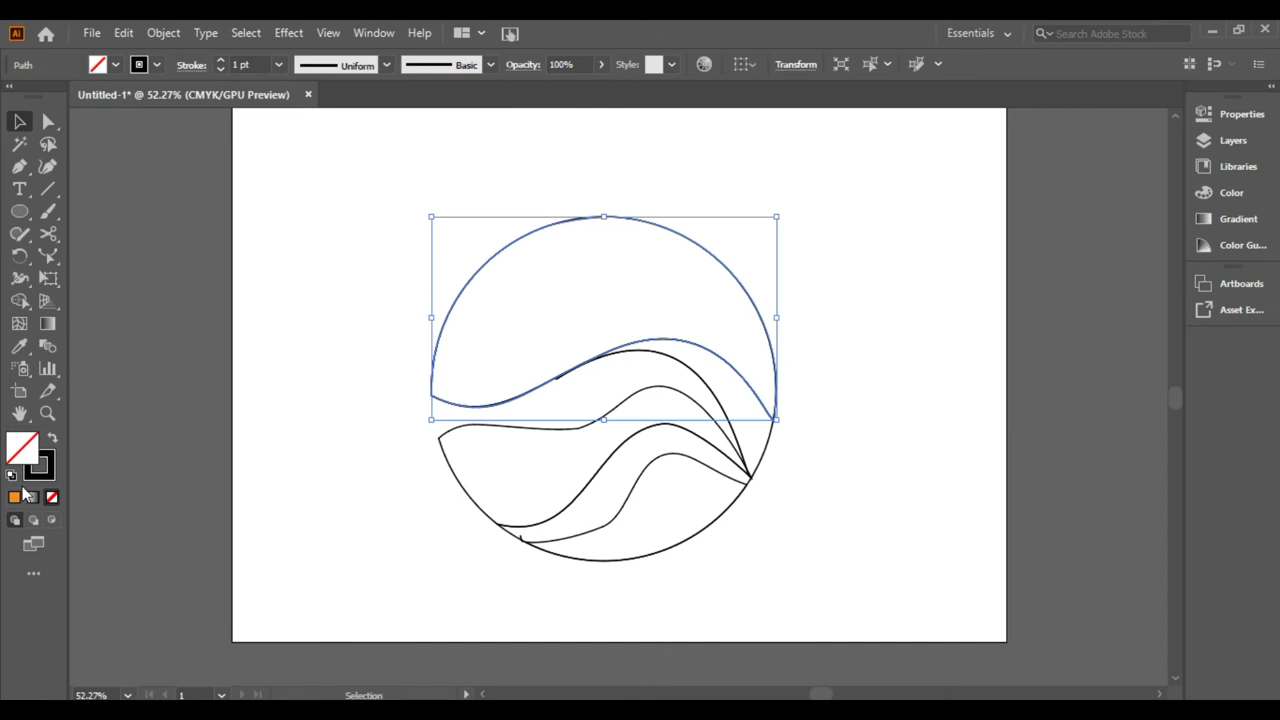 Ai File Edit Object Type Select Effect View Window Help Essentials Search Adobe Stock
Path Stroke: 1 pt Uniform Basic Opacity: 100% Style: Transform
Untitled-1* @ 52.27% (CMYK/GPU Preview)
Properties
Layers
Libraries
Color
Gradient
Color Gu...
Artboards
Asset Ex...
52.27% 1 Selection